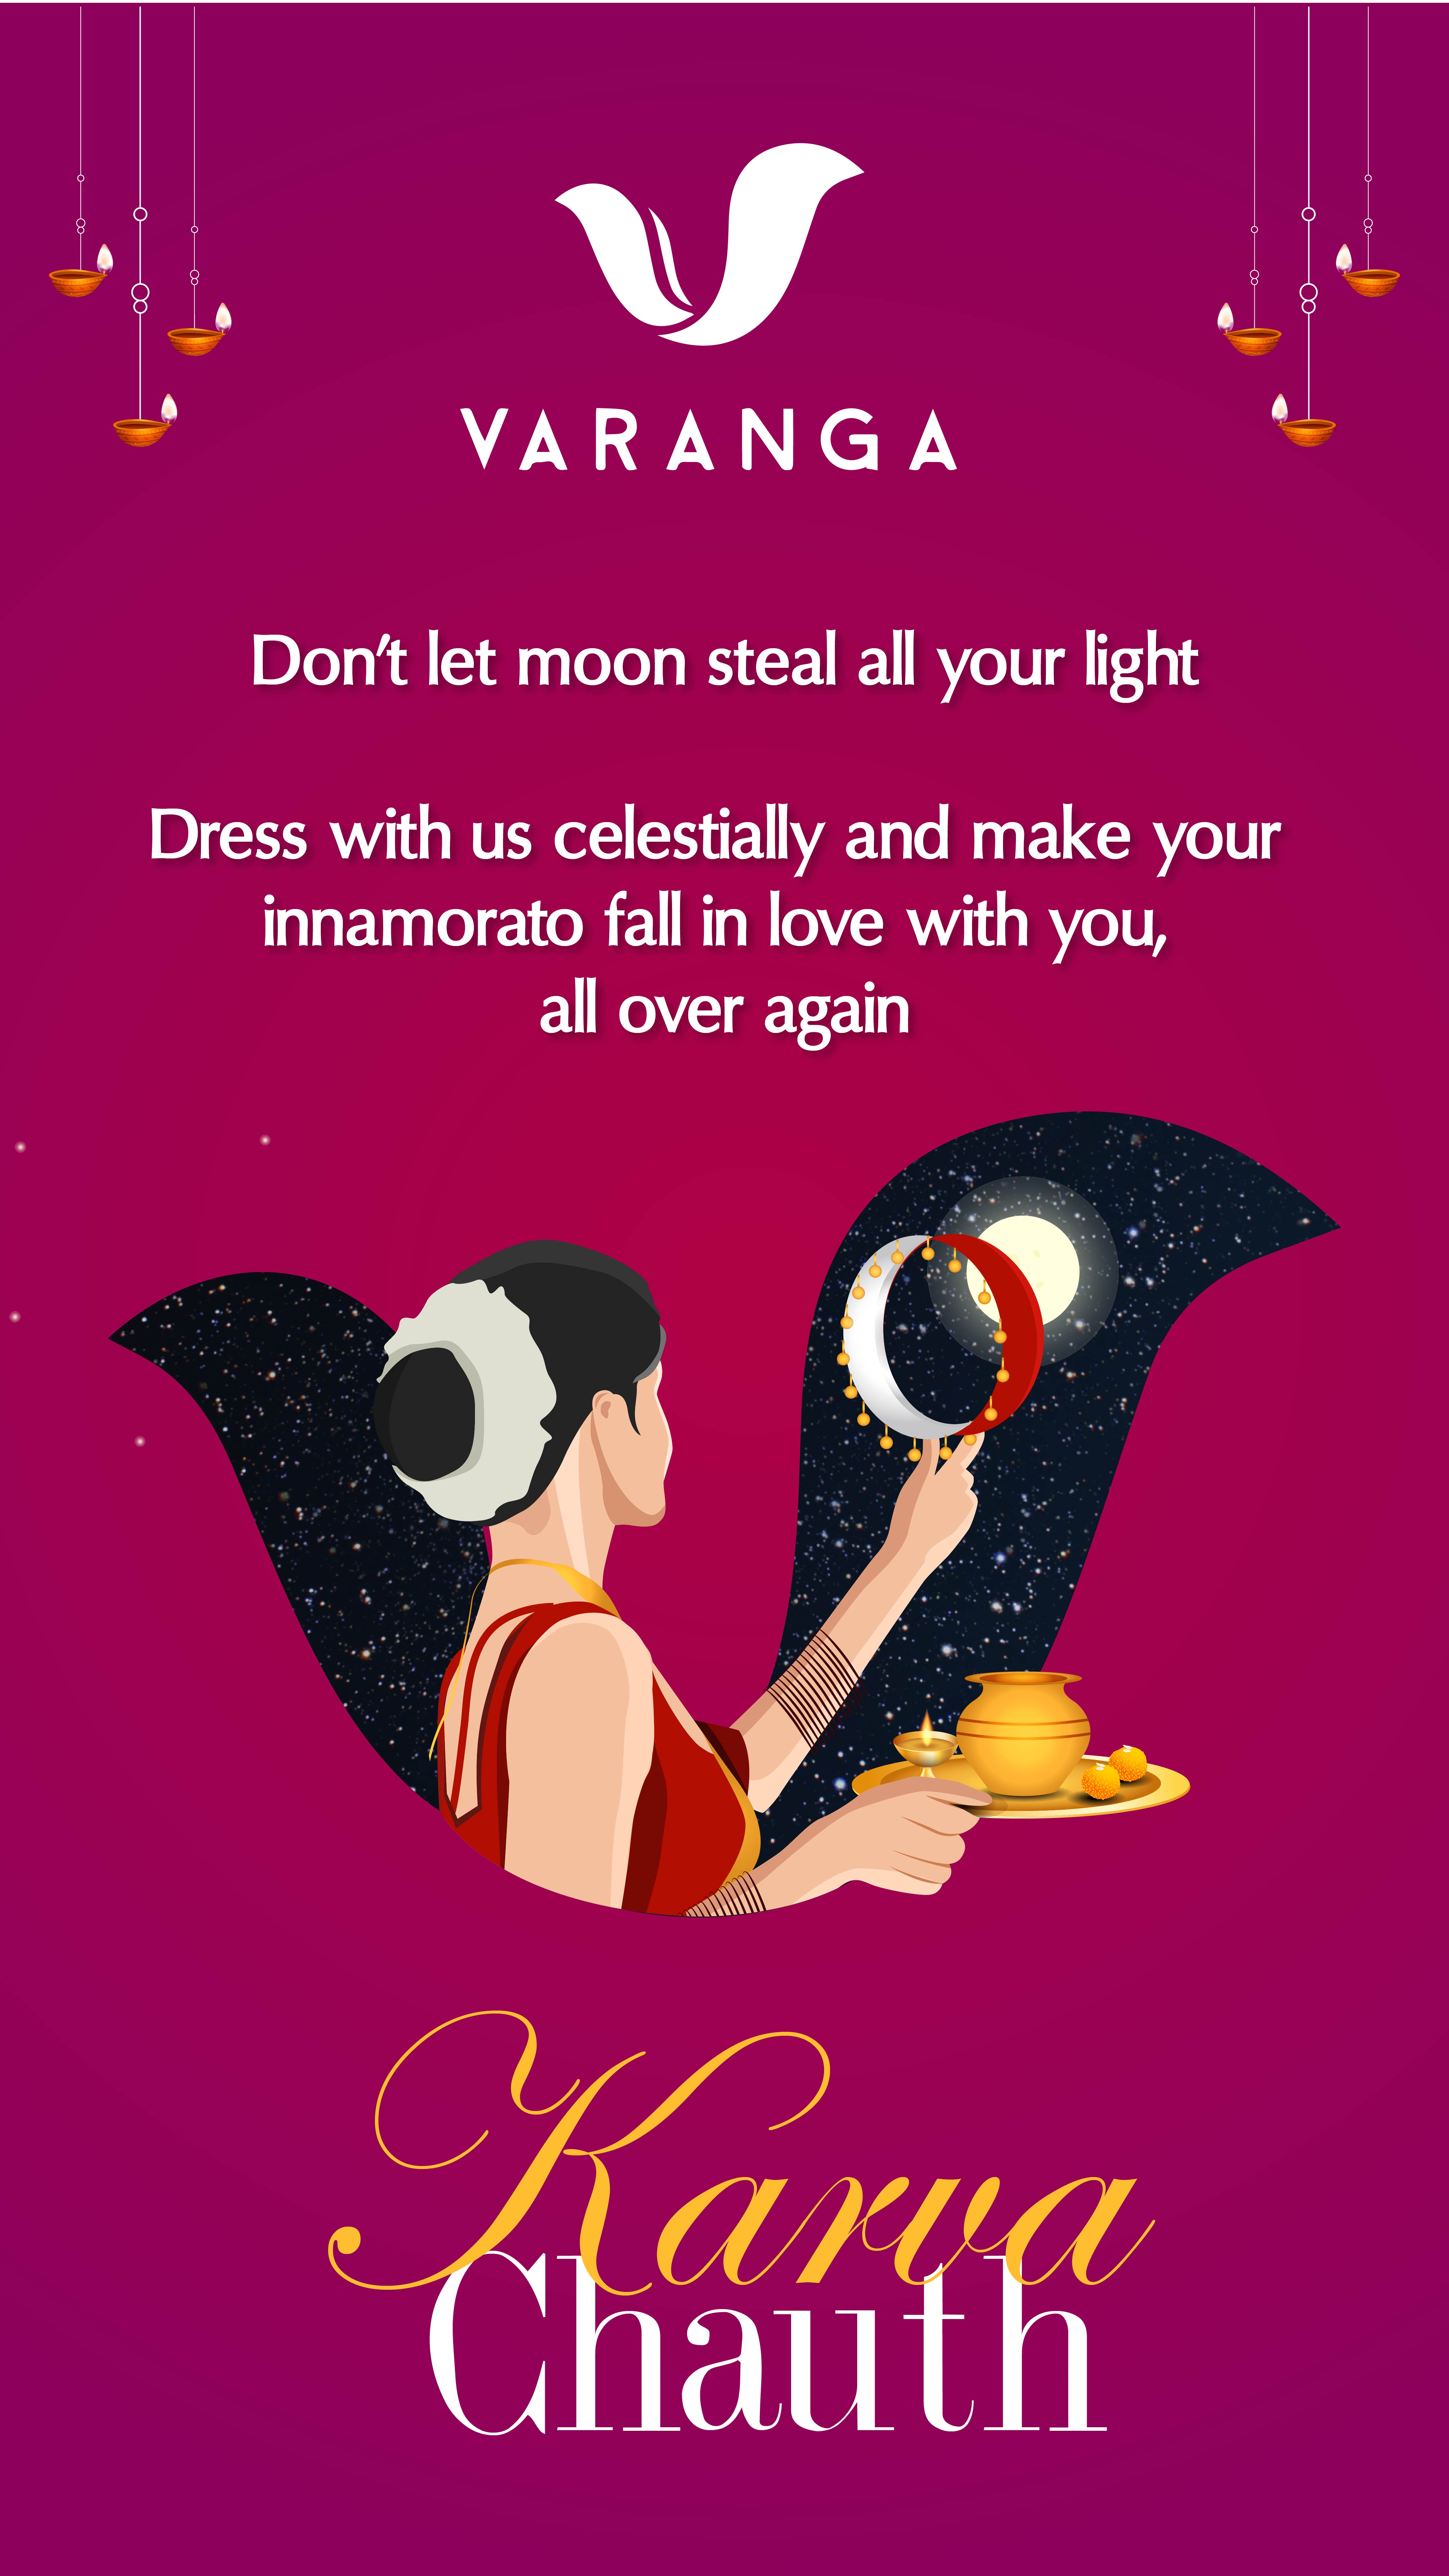 VARANGA
Don't let moon steal all your light
Dress with us celestially and make your
innamorato fall in love with you,
all over again
Karva
Chauth